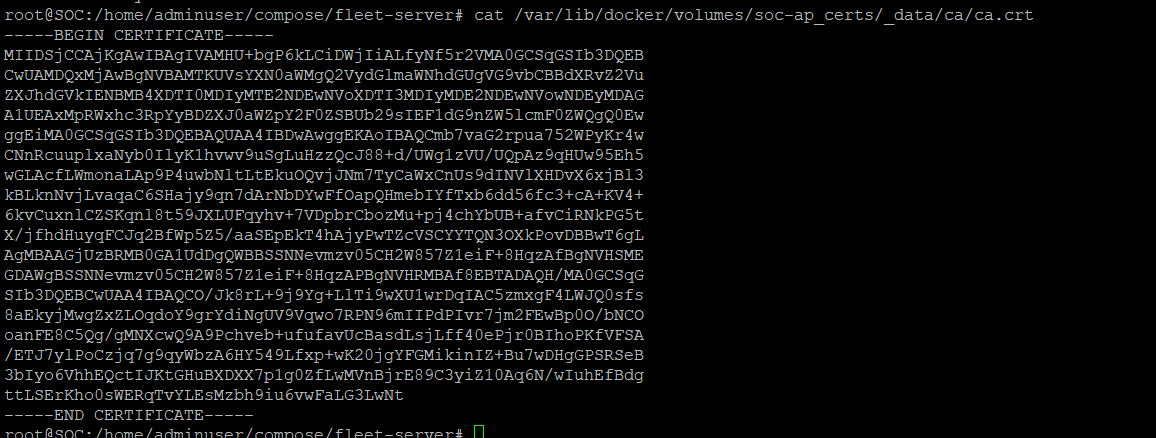 root@SOC:/home/adminuser/compose/fleet-server# cat /var/lib/docker/volumes/soc-ap_certs/_data/ca/ca.crt
-----BEGIN CERTIFICATE-----
MIIDSjCCAjKgAwIBAgIVAMHU+bgP6kLCiDWjIiALfyNf5r2VMA0GCSqGSIb3DQEB
CwUAMDQxMjAwBgNVBAMTKUVsYXN0aWMgQ2VydGlmaWNhdGUgVG9vbCBBdXRvZ2Vu
ZXJhdGVkIENBMB4XDTI0MDIyMTE2NDEwNVoXDTI3MDIyMDE2NDEwNVowNDEyMDAG
A1UEAxMpRWxhc3RpYyBDZXJ0aWZpY2F0ZSBUb29sIEF1dG9nZW5lcmF0ZWQgQ0Ew
ggEiMA0GCSqGSIb3DQEBAQUAA4IBDwAwggEKAoIBAQCmb7vaG2rpua752WPyKr4w
CNnRcuuplxaNyb0IlyK1hvwv9uSgLuHzzQcJ88+d/UWg1zVU/UQpAz9qHUw95Eh5
wGLAcfLWmonaLAp9P4uwbNltLtEkuOQvjJNm7TyCaWxCnUs9dINVlXHDvX6xjBl3
kBLknNvjLvaqaC6SHajy9qn7dArNbDYwFfOapQHmebIYfTxb6dd56fc3+cA+KV4+
6kvCuxnlCZSKqnl8t59JXLUFqyhv+7VDpbrCbozMu+pj4chYbUB+afvCiRNkPG5t
X/jfhdHuyqFCJq2BfWp5Z5/aaSEpEkT4hAjyPwTZcVSCYYTQN3OXkPovDBBwT6gL
AgMBAAGjUzBRMB0GA1UdDgQWBBSSNNevmzv05CH2W857Z1eiF+8HqzAfBgNVHSME
GDAWgBSSNNevmzv05CH2W857Z1eiF+8HqzAPBgNVHRMBAf8EBTADAQH/MA0GCSqG
SIb3DQEBCwUAA4IBAQCO/Jk8rL+9j9Yg+LlTi9wXU1wrDqIAC5zmxgF4LWJQ0sfs
8aEkyjMwgZxZLOqdoY9grYdiNgUV9Vqwo7RPN96mIIPdPIvr7jm2FEwBp0O/bNCO
oanFE8C5Qg/gMNXcwQ9A9Pchveb+ufufavUcBasdLsjLff40ePjr0BIhoPKfVFSA
/ETJ7ylPoCzjq7g9qyWbzA6HY549Lfxp+wK20jgYFGMikinIZ+Bu7wDHgGPSRSeB
3bIyo6VhhEQctIJKtGHuBXDXX7p1g0ZfLwMVnBjrE89C3yiZ10Aq6N/wIuhEfBdg
ttLSErKho0sWERqTvYLEsMzbh9iu6vwFaLG3LwNt
-----END CERTIFICATE-----
root@SOC:/home/adminuser/compose/fleet-server#